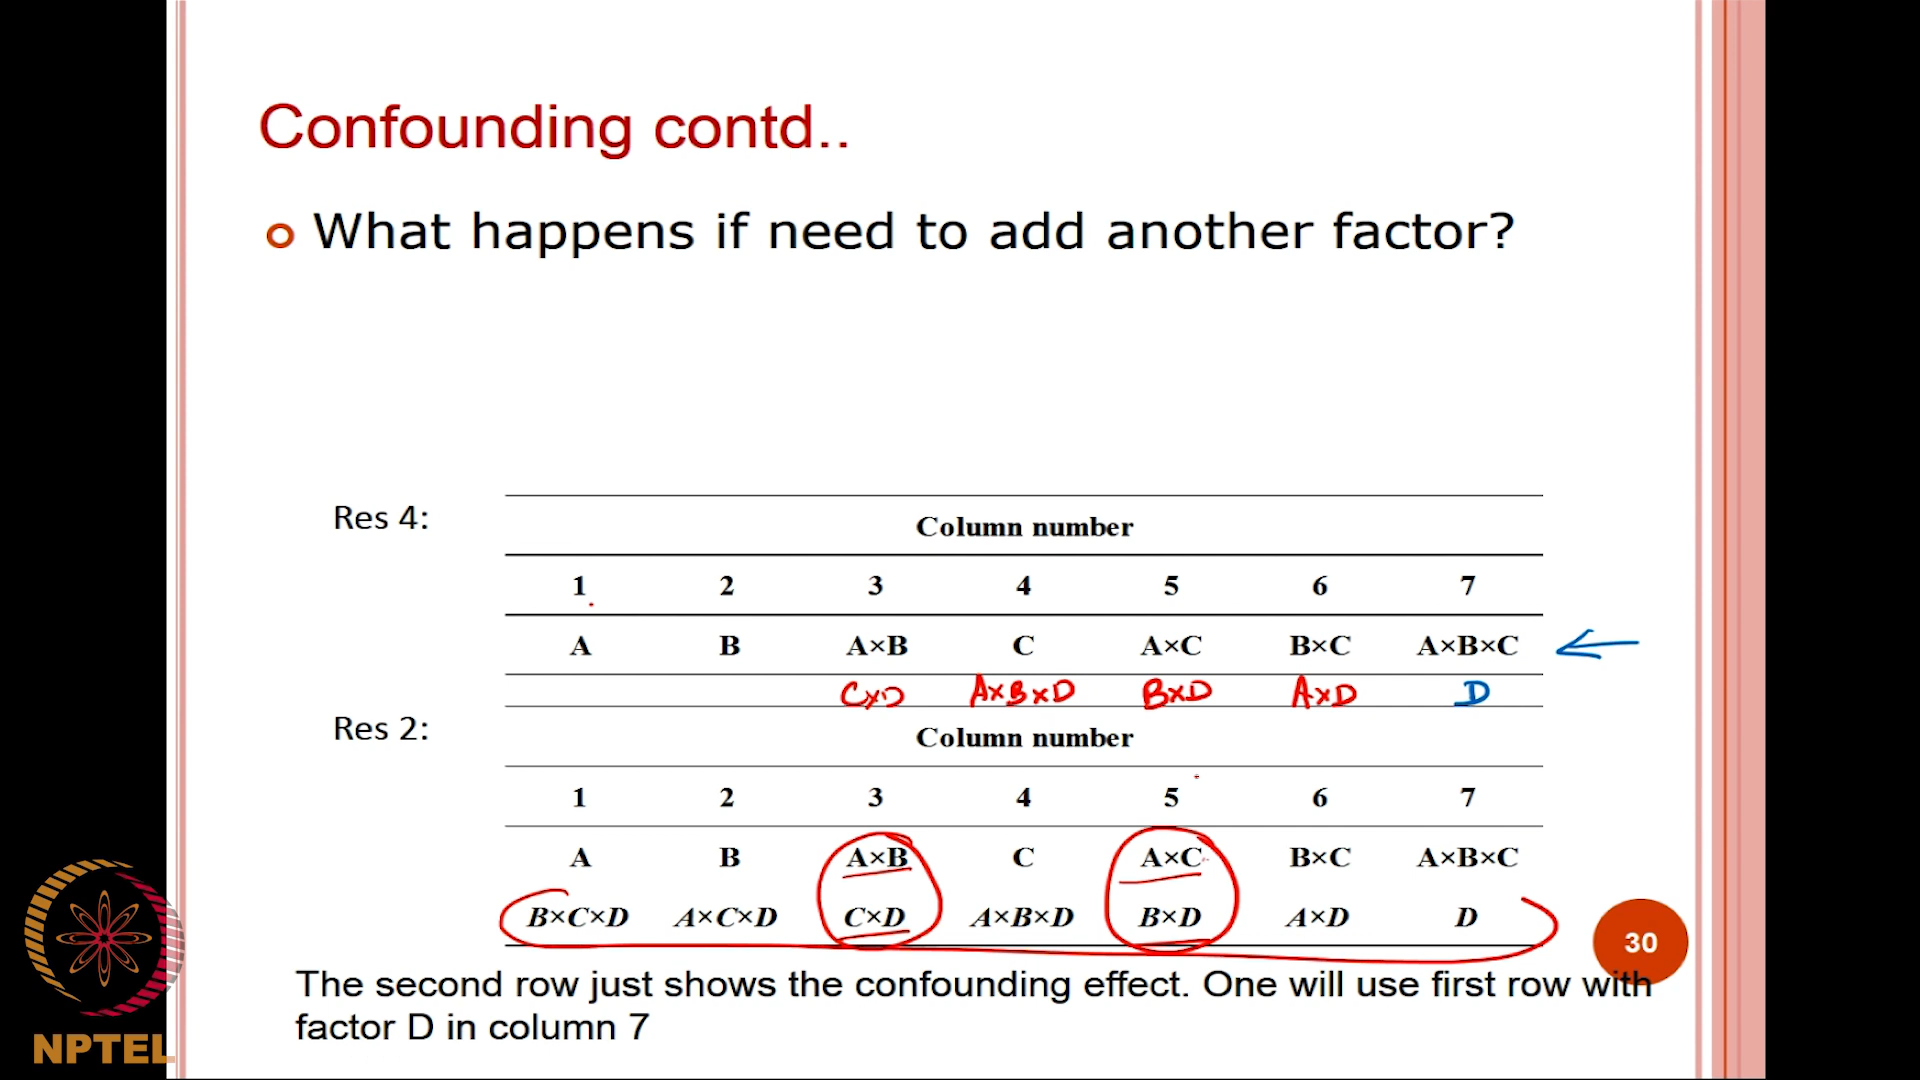 Confounding contd..
What happens if need to add another factor?
Res 4:
Column number
1 2 3 4 5 6 7
A B A×B C A×C B×C A×B×C
C×D A×B×D B×D A×D D
Res 2:
Column number
1 2 3 4 5 6 7
A B A×B C A×C B×C A×B×C
B×C×D A×C×D C×D A×B×D B×D A×D D
30
The second row just shows the confounding effect. One will use first row with
factor D in column 7
NPTEL